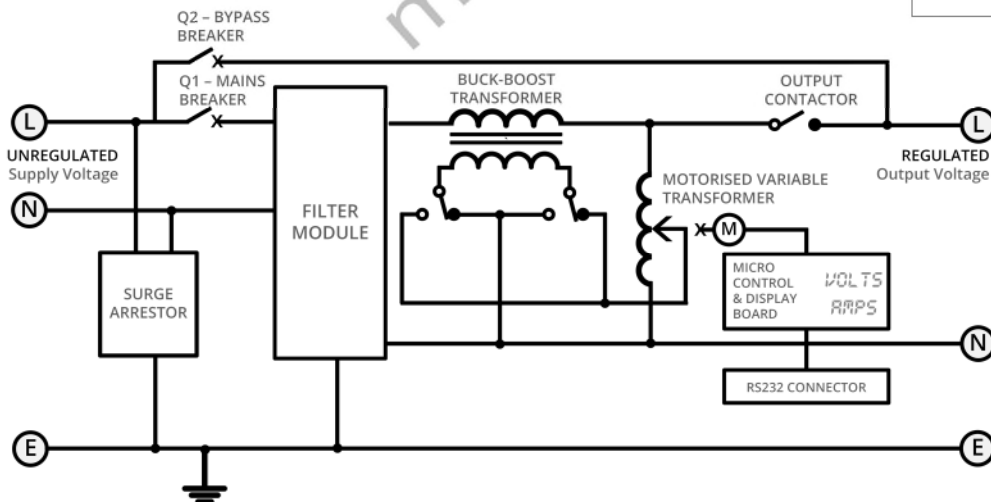 Q2 – BYPASS
BREAKER
Q1 – MAINS
BREAKER
BUCK-BOOST
TRANSFORMER
OUTPUT
CONTACTOR
L
L
UNREGULATED
Supply Voltage
REGULATED
Output Voltage
N
FILTER
MODULE
MOTORISED VARIABLE
TRANSFORMER
M
SURGE
ARRESTOR
MICRO
CONTROL
& DISPLAY
BOARD
VOLTS
AMPS
N
RS232 CONNECTOR
E
E